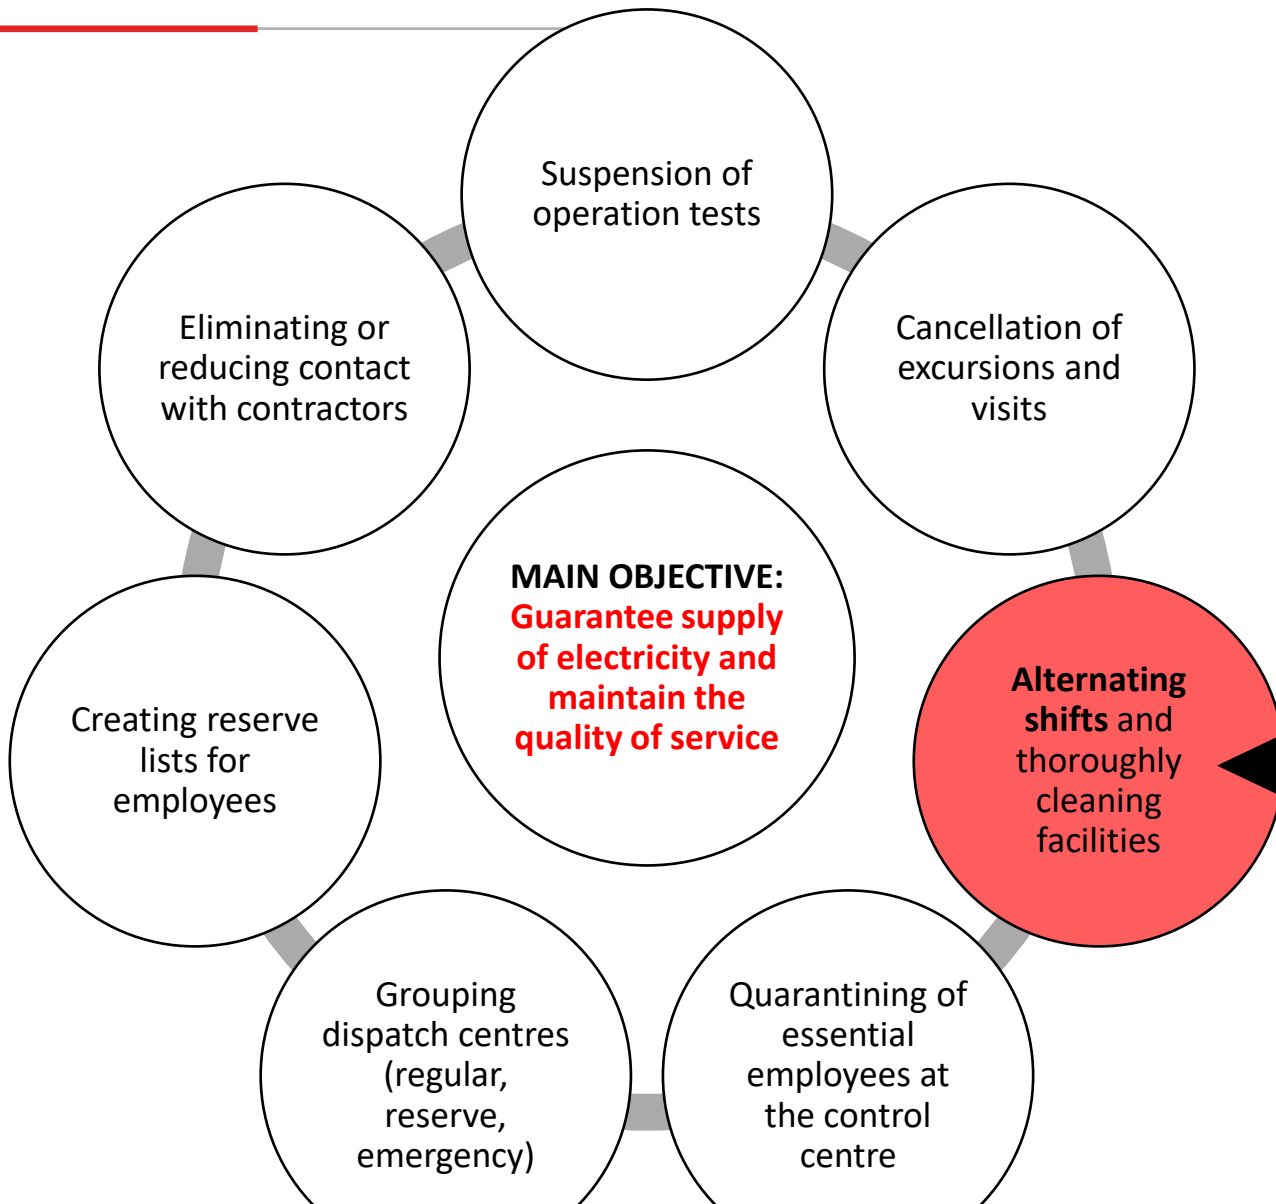 Suspension of
operation tests
Cancellation of
excursions and
visits
Alternating
shifts and
thoroughly
cleaning
facilities
Quarantining of
essential
employees at
the control
centre
Grouping
dispatch centres
(regular,
reserve,
emergency)
Creating reserve
lists for
employees
Eliminating or
reducing contact
with contractors
MAIN OBJECTIVE:
Guarantee supply
of electricity and
maintain the
quality of service